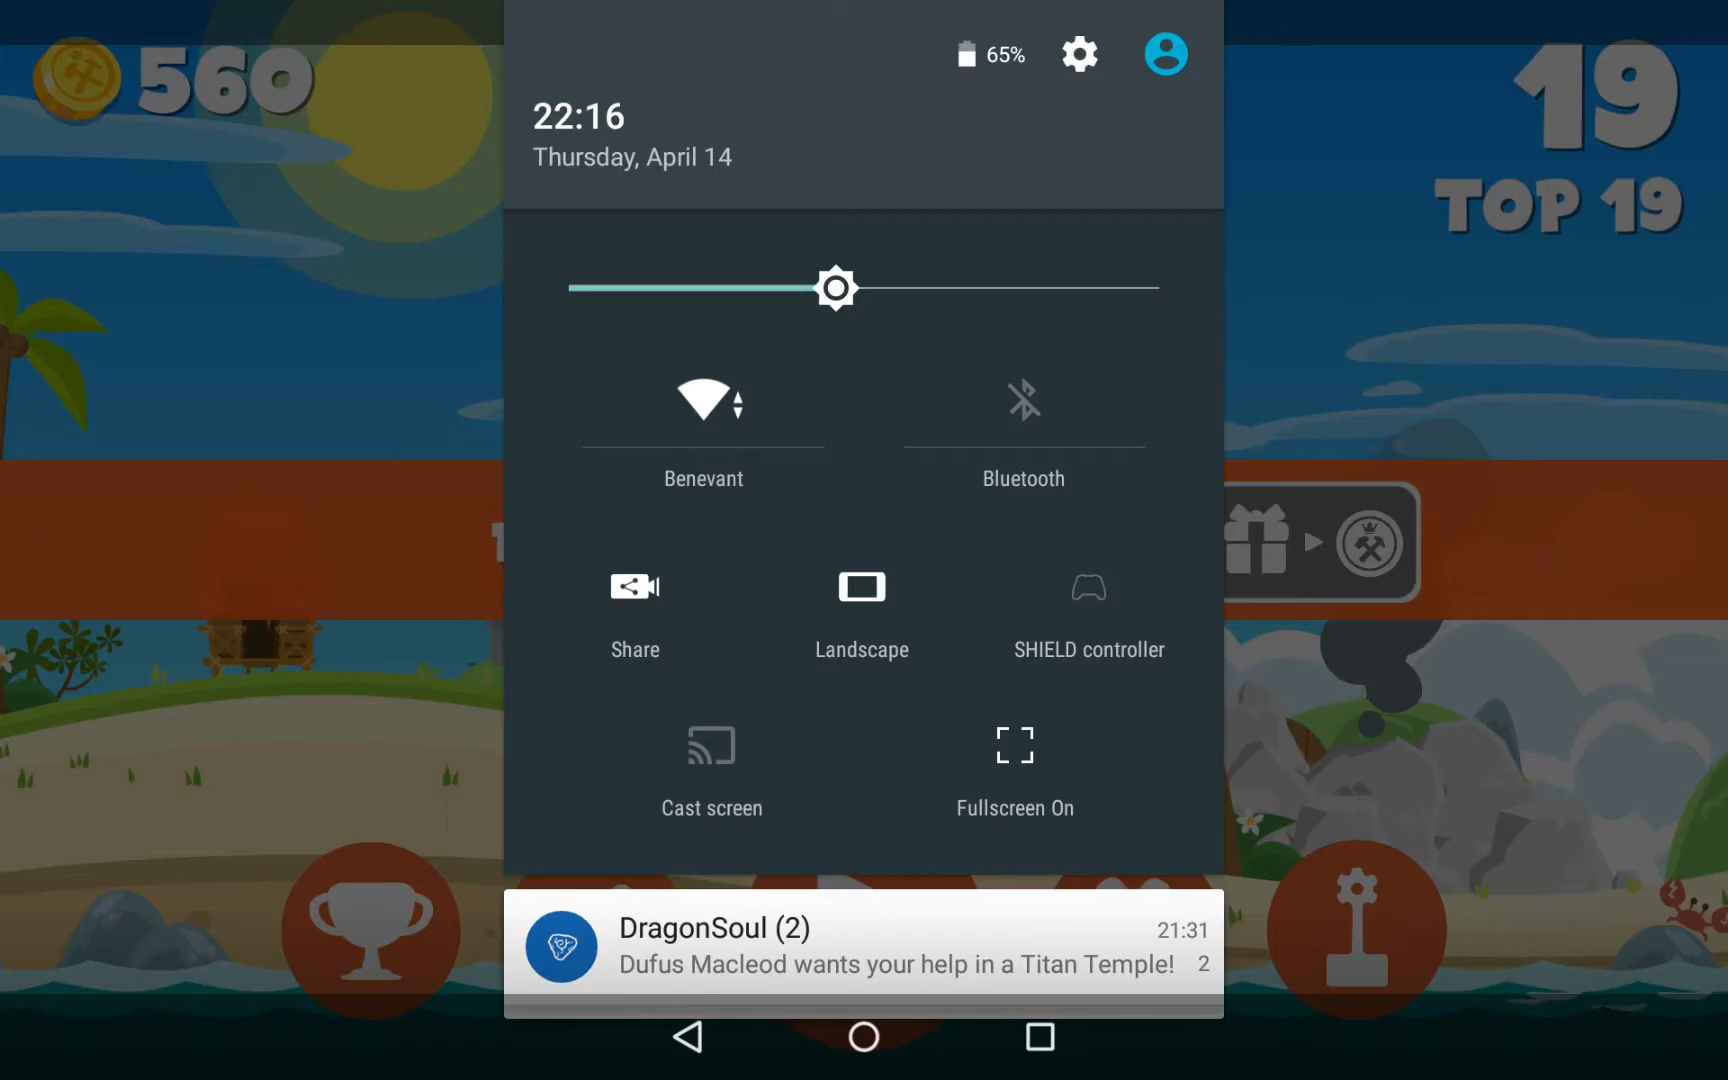 560
65%
22:16
Thursday, April 14
19
TOP 19
Benevant
Bluetooth
Share
Landscape
SHIELD controller
Cast screen
Fullscreen On
DragonSoul (2)
21:31
Dufus Macleod wants your help in a Titan Temple!
2